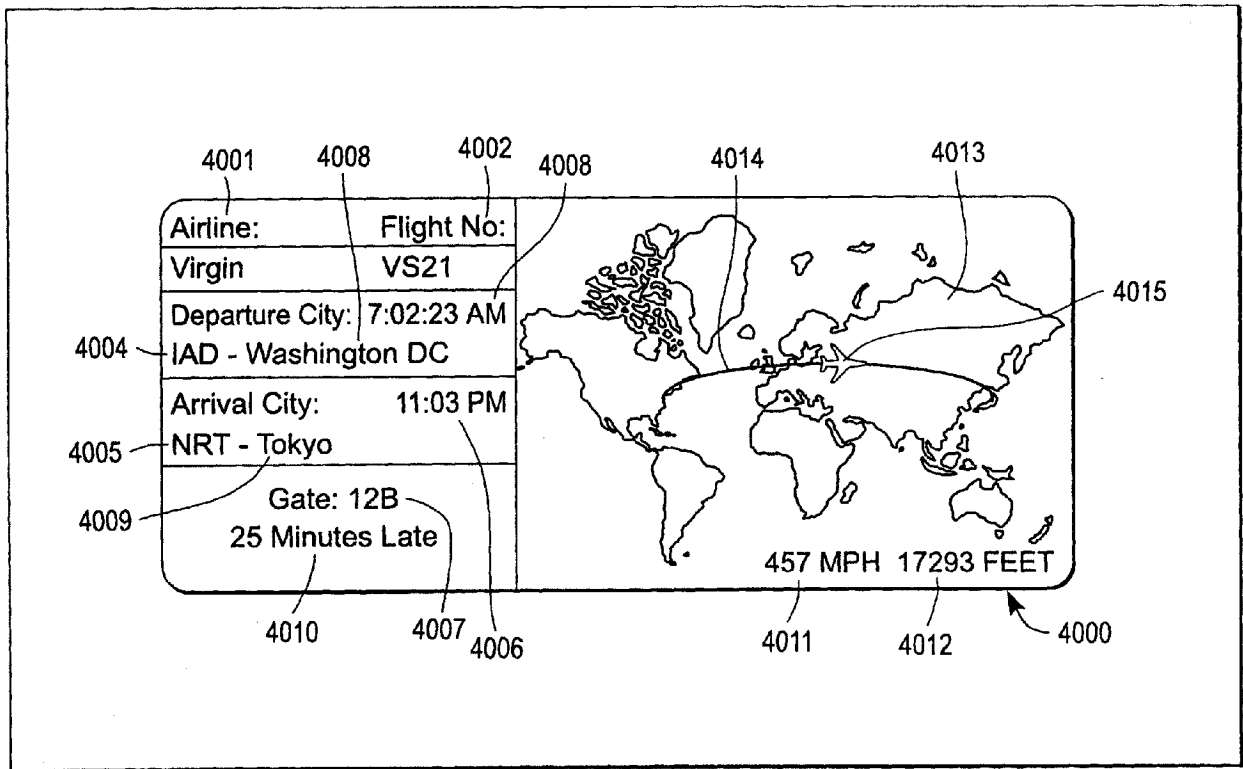 4001 4008 4002 4008 4014 4013
Airline: Flight No:
Virgin VS21
4015
Departure City: 7:02:23 AM
4004 IAD - Washington DC
Arrival City: 11:03 PM
4005 NRT - Tokyo
Gate: 12B
4009
25 Minutes Late
457 MPH 17293 FEET
4010 4007 4006 4011 4012 4000